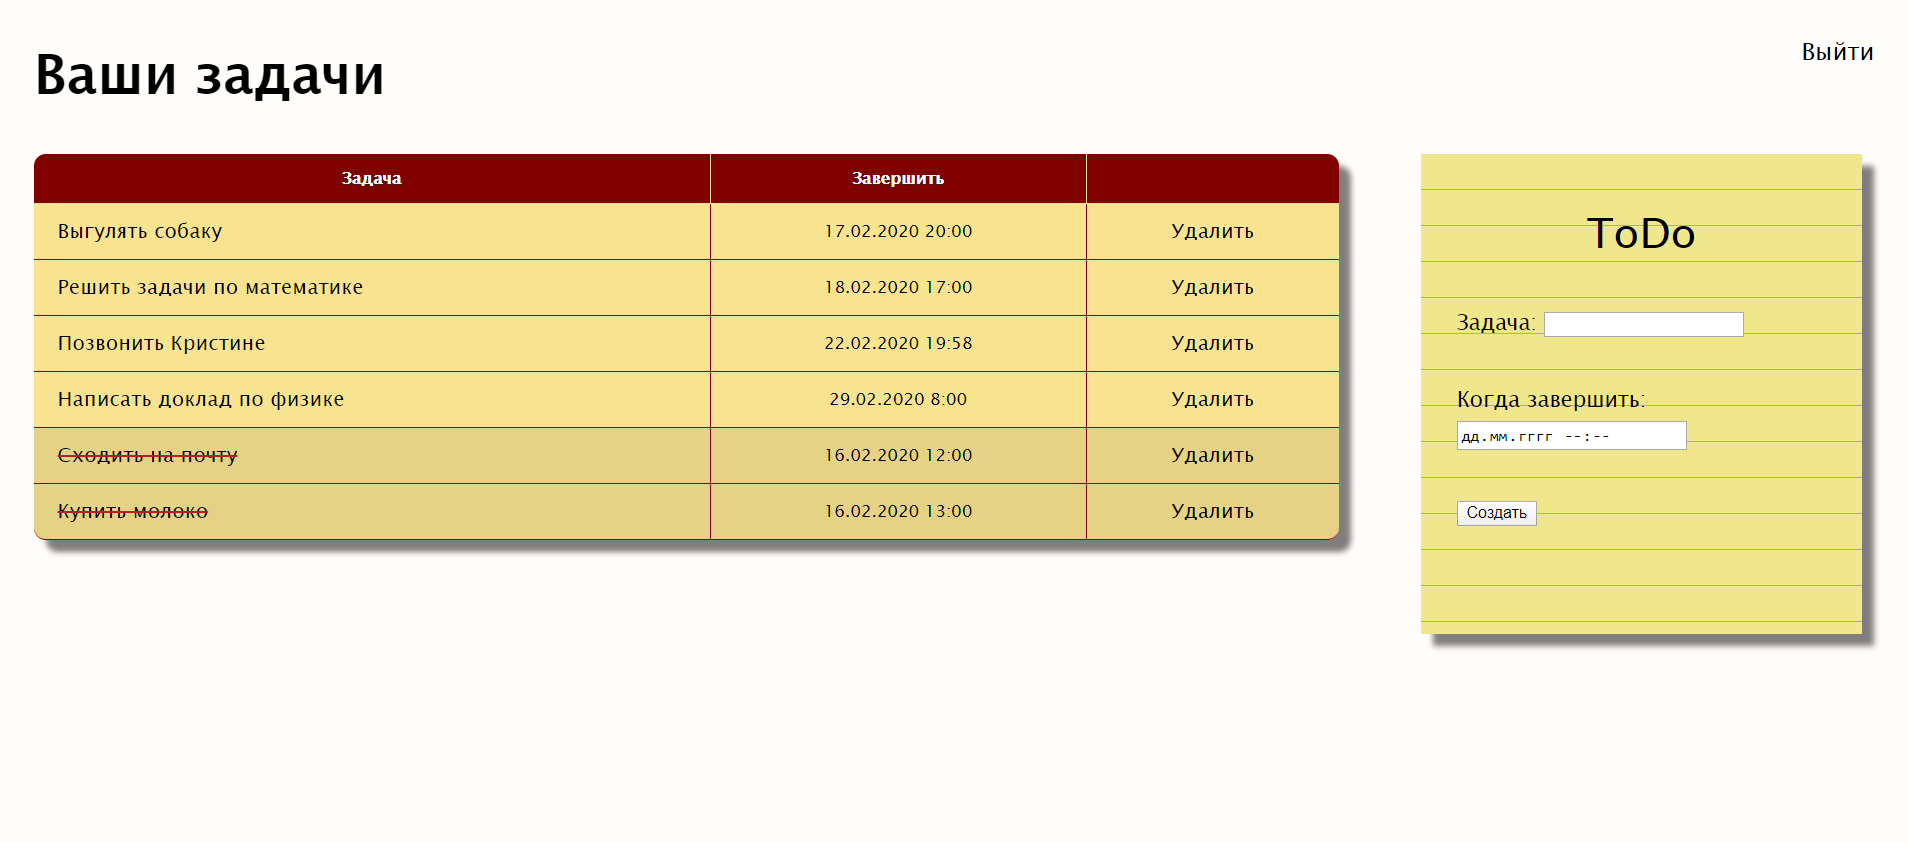 Ваши задачи
Выйти
Задача Завершить
Выгулять собаку 17.02.2020 20:00 Удалить
Решить задачи по математике 18.02.2020 17:00 Удалить
Позвонить Кристине 22.02.2020 19:58 Удалить
Написать доклад по физике 29.02.2020 8:00 Удалить
Сходить на почту 16.02.2020 12:00 Удалить
Купить молоко 16.02.2020 13:00 Удалить
ToDo
Задача:
Когда завершить:
дд.мм.гггг --:--
Создать